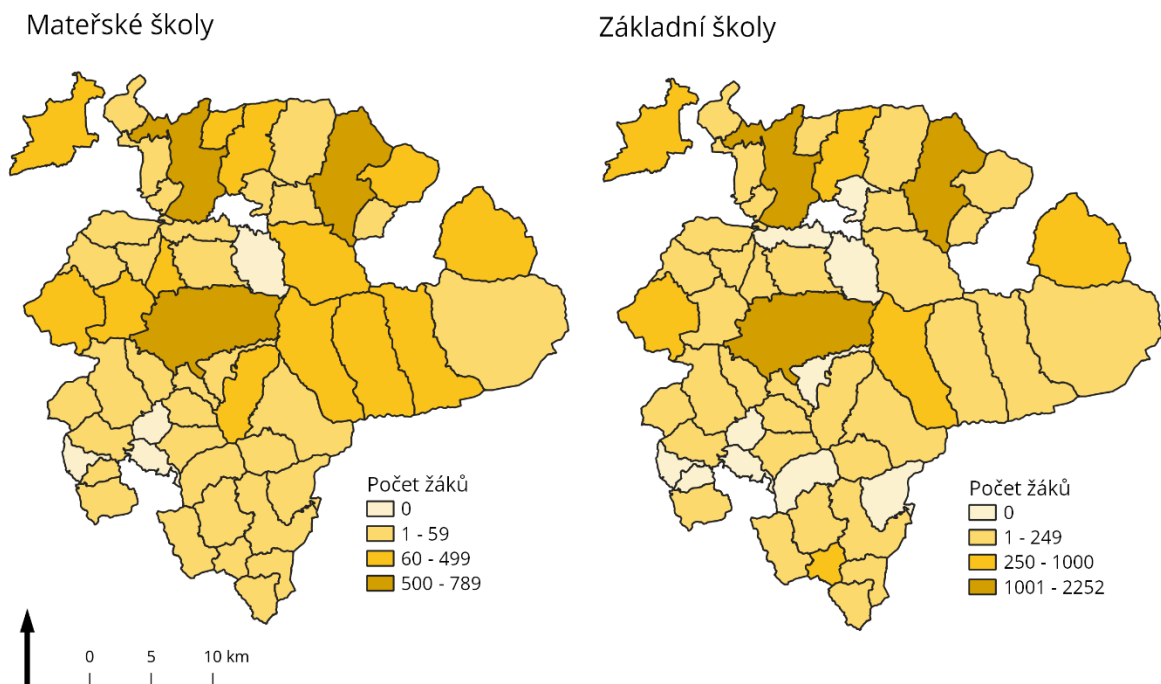 Mateřské školy
Základní školy
Počet žáků
0
1 - 59
60 - 499
500 - 789
Počet žáků
0
1 - 249
250 - 1000
1001 - 2252
0 5 10 km